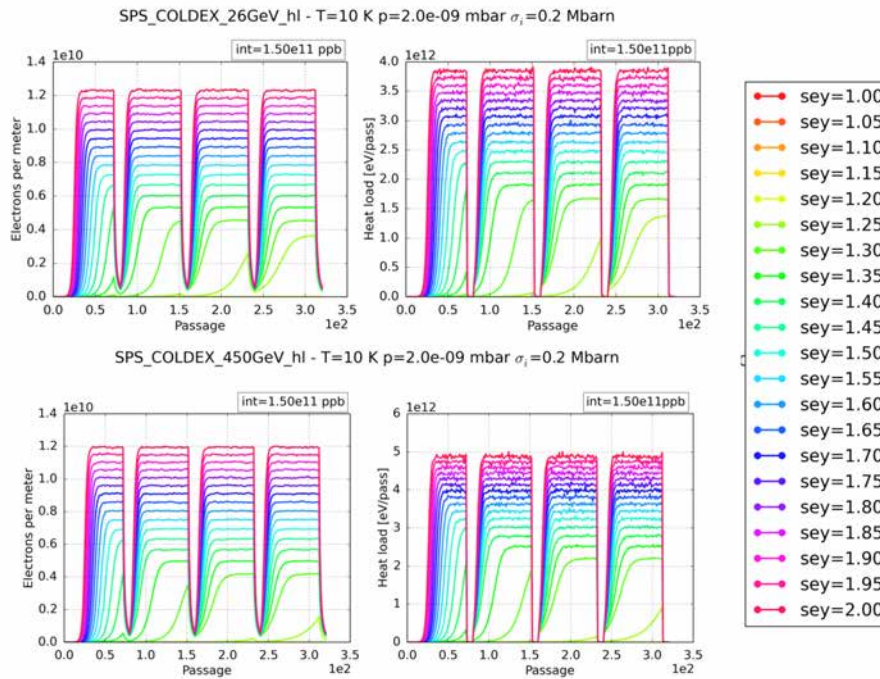 SPS_COLDEX_26GeV_hl - T=10 K p=2.0e-09 mbar σi=0.2 Mbarn
1e10
int=1.50e11 ppb
1.4
1.2
1.0
0.8
0.6
0.4
0.2
0.0
Electrons per meter
0.0 0.5 1.0 1.5 2.0 2.5 3.0 3.5
Passage
1e2
1e12
int=1.50e11ppb
4.0
3.5
3.0
2.5
2.0
1.5
1.0
0.5
0.0
Heat load [eV/pass]
0.0 0.5 1.0 1.5 2.0 2.5 3.0 3.5
Passage
1e2
SPS_COLDEX_450GeV_hl - T=10 K p=2.0e-09 mbar σi=0.2 Mbarn
1e10
int=1.50e11 ppb
1.4
1.2
1.0
0.8
0.6
0.4
0.2
0.0
Electrons per meter
0.0 0.5 1.0 1.5 2.0 2.5 3.0 3.5
Passage
1e2
1e12
int=1.50e11ppb
6
5
4
3
2
1
0
Heat load [eV/pass]
0.0 0.5 1.0 1.5 2.0 2.5 3.0 3.5
Passage
1e2
sey=1.00
sey=1.05
sey=1.10
sey=1.15
sey=1.20
sey=1.25
sey=1.30
sey=1.35
sey=1.40
sey=1.45
sey=1.50
sey=1.55
sey=1.60
sey=1.65
sey=1.70
sey=1.75
sey=1.80
sey=1.85
sey=1.90
sey=1.95
sey=2.00